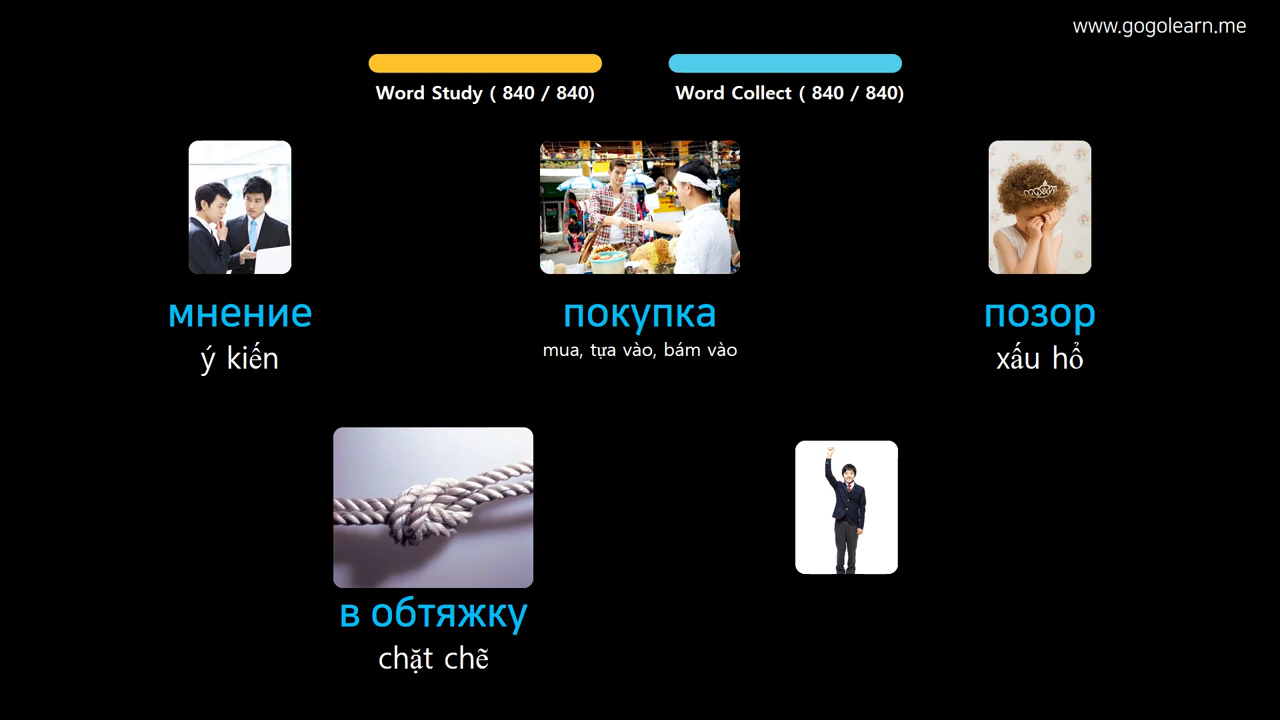 www.gogolearn.me
Word Study ( 840 / 840)
Word Collect ( 840 / 840)
мнение
ý kiến
покупка
mua, tựa vào, bám vào
позор
xấu hổ
в обтяжку
chặt chẽ